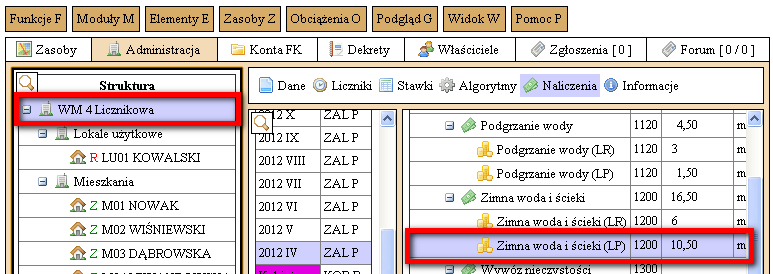 Funkcje F Moduły M Elementy E Zasoby Z Obciążenia O Podgląd G Widok W Pomoc P
Zasoby Administracja Konta FK Dekrety Właściciele Zgłoszenia [ 0 ] Forum [ 0 / 0 ]
Struktura
WM 4 Licznikowa
Lokale użytkowe
R LU01 KOWALSKI
Mieszkania
Z M01 NOWAK
Z M02 WIŚNIEWSKI
Z M03 DĄBROWSKA
Dane Liczniki Stawki Algorytmy Naliczenia Informacje
2012 X ZAL P
2012 IX ZAL P
2012 VIII ZAL P
2012 VII ZAL P
2012 VI ZAL P
2012 V ZAL P
2012 IV ZAL P
Podgrzanie wody 1120 4,50 m
Podgrzanie wody (LR) 1120 3 m
Podgrzanie wody (LP) 1120 1,50 m
Zimna woda i ścieki 1200 16,50 m
Zimna woda i ścieki (LR) 1200 6 m
Zimna woda i ścieki (LP) 1200 10,50 m
Wywóz nieczystości 1300